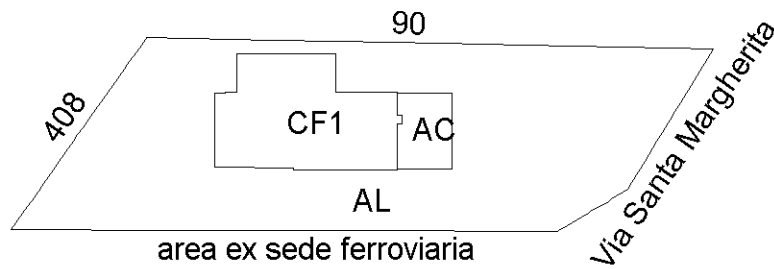 90
408
CF1
AC
Via Santa Margherita
AL
area ex sede ferroviaria